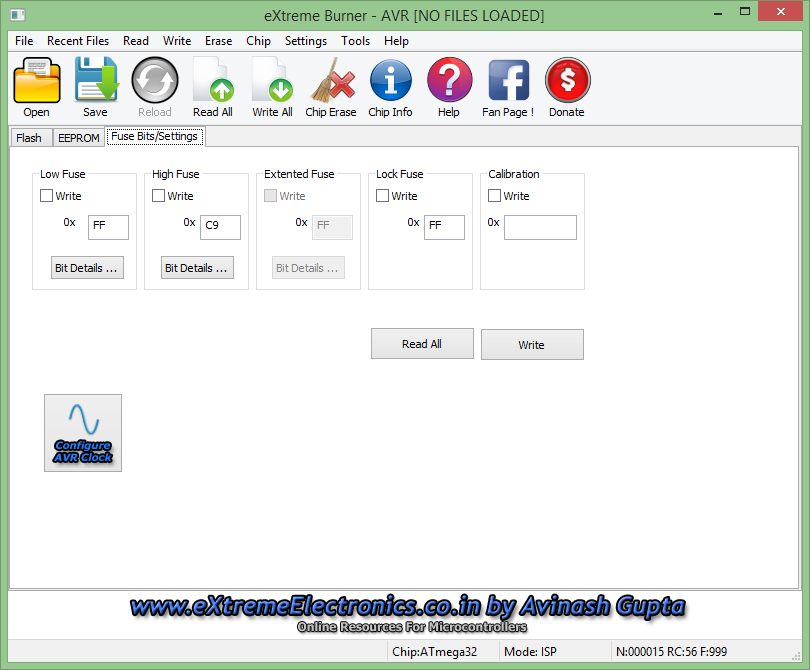 eXtreme Burner - AVR [NO FILES LOADED]
File Recent Files Read Write Erase Chip Settings Tools Help
Open Save Reload Read All Write All Chip Erase Chip Info Help Fan Page ! Donate
Flash EEPROM Fuse Bits/Settings
Low Fuse High Fuse Extented Fuse Lock Fuse Calibration
Write Write Write Write Write
0x FF 0x C9 0x FF 0x FF 0x
Bit Details ... Bit Details ... Bit Details ...
Read All Write
Configure
AVR Clock
www.eXtremeElectronics.co.in by Avinash Gupta
Online Resources For Microcontrollers
Chip:ATmega32 Mode: ISP N:000015 RC:56 F:999